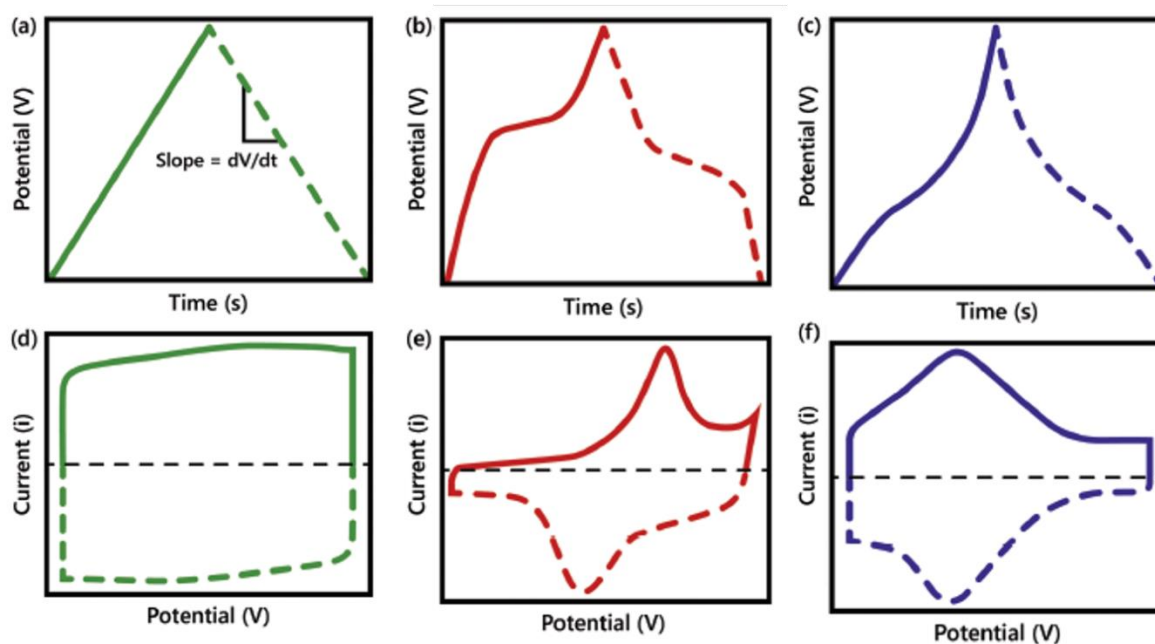 (a)
Potential (V)
Slope = dV/dt
Time (s)
(b)
Potential (V)
Time (s)
(c)
Potential (V)
Time (s)
(d)
Current (i)
Potential (V)
(e)
Current (i)
Potential (V)
(f)
Current (i)
Potential (V)